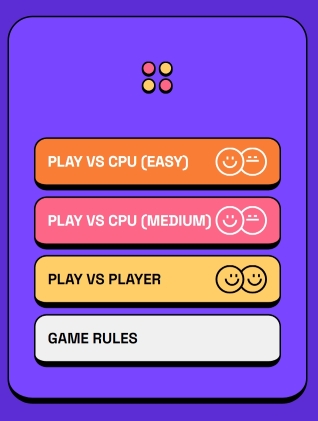 PLAY VS CPU (EASY)
PLAY VS CPU (MEDIUM)
PLAY VS PLAYER
GAME RULES